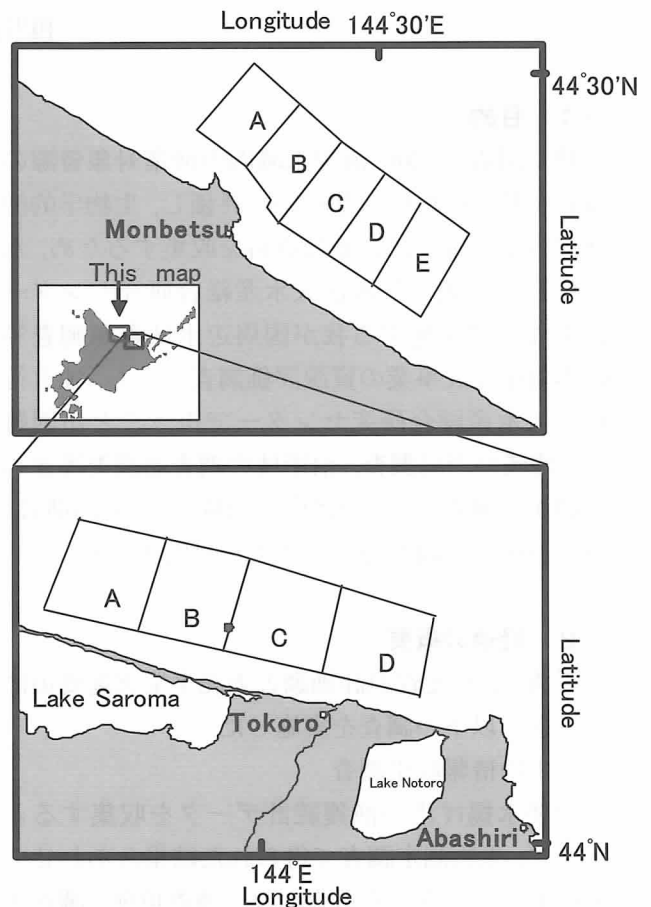 Longitude 144°30'E
44°30'N
A
B
C
D
E
Monbetsu
Latitude
This map
A
B
C
D
Latitude
Lake Saroma
Tokoro
Lake Notoro
Abashiri
44°N
144°E
Longitude